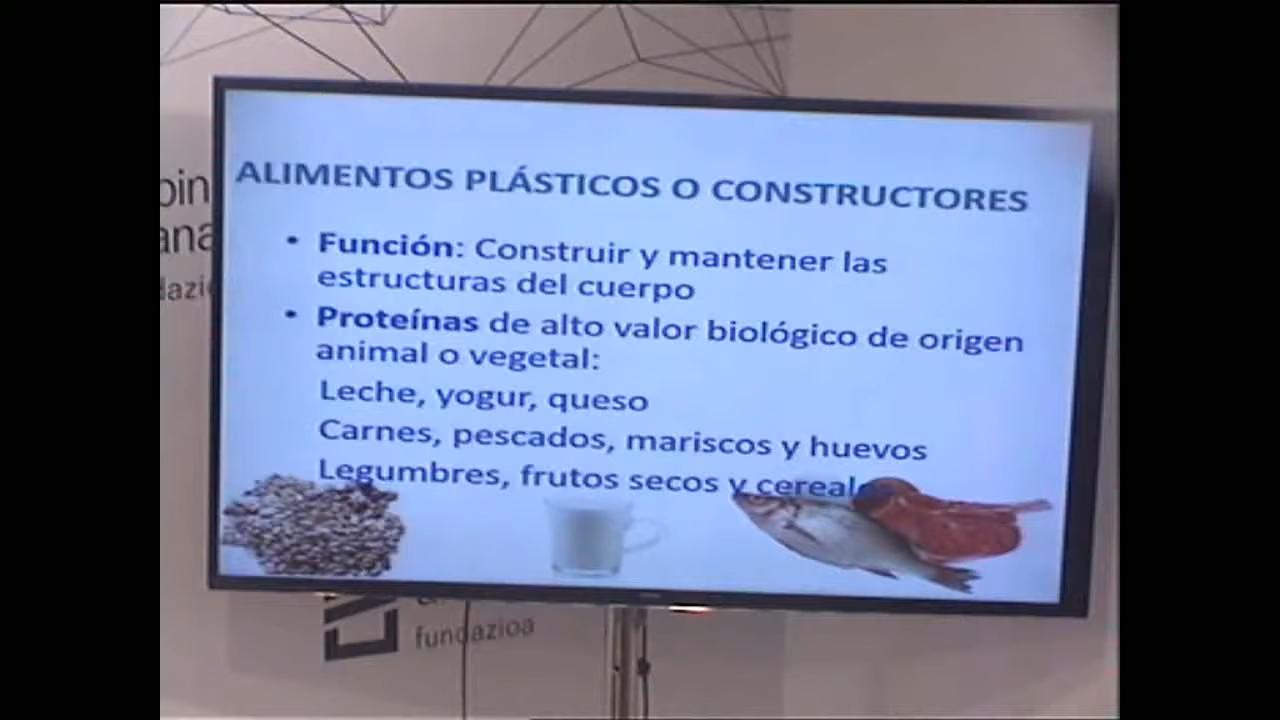 ALIMENTOS PLÁSTICOS O CONSTRUCTORES
• Función: Construir y mantener las
estructuras del cuerpo
• Proteínas de alto valor biológico de origen
animal o vegetal:
Leche, yogur, queso
Carnes, pescados, mariscos y huevos
Legumbres, frutos secos y
fundazioa